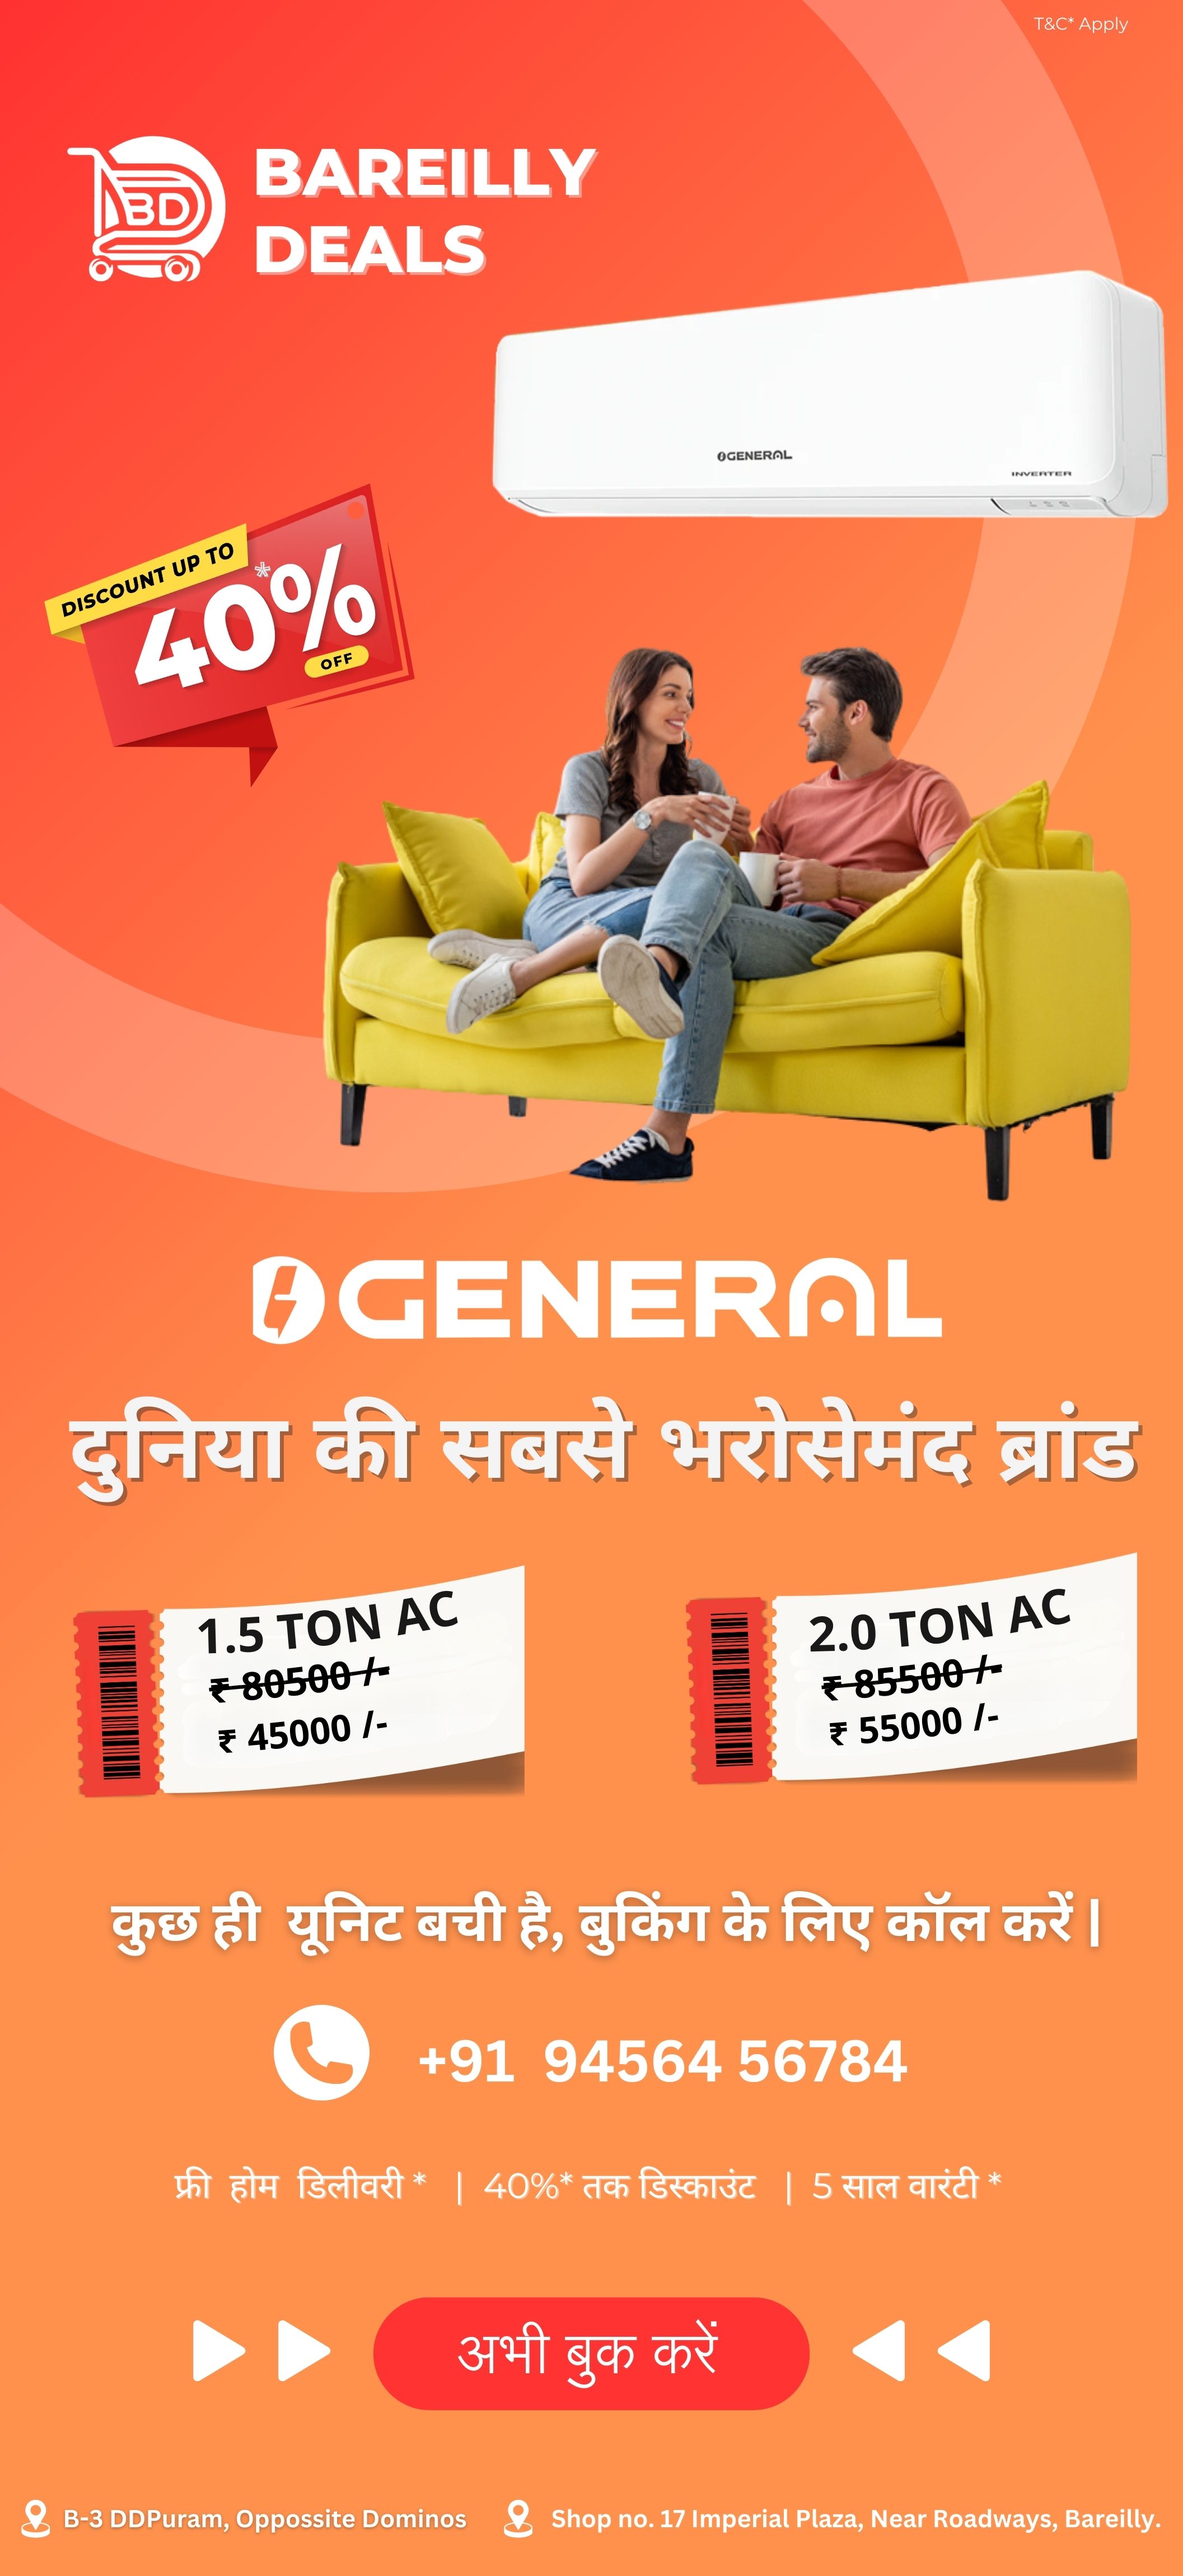 T&C* Apply
BAREILLY
DEALS
BD
GENERAL
INVERTER
DISCOUNT UP TO
40%*
OFF
GENERAL
दुनिया की सबसे भरोसेमंद ब्रांड
1.5 TON AC
₹ 80500 /-
₹ 45000 /-
2.0 TON AC
₹ 85500 /-
₹ 55000 /-
कुछ ही यूनिट बची है, बुकिंग के लिए कॉल करें |
+91 94564 56784
फ्री होम डिलीवरी * | 40%* तक डिस्काउंट | 5 साल वारंटी *
अभी बुक करें
B-3 DDPuram, Oppossite Dominos
Shop no. 17 Imperial Plaza, Near Roadways, Bareilly.